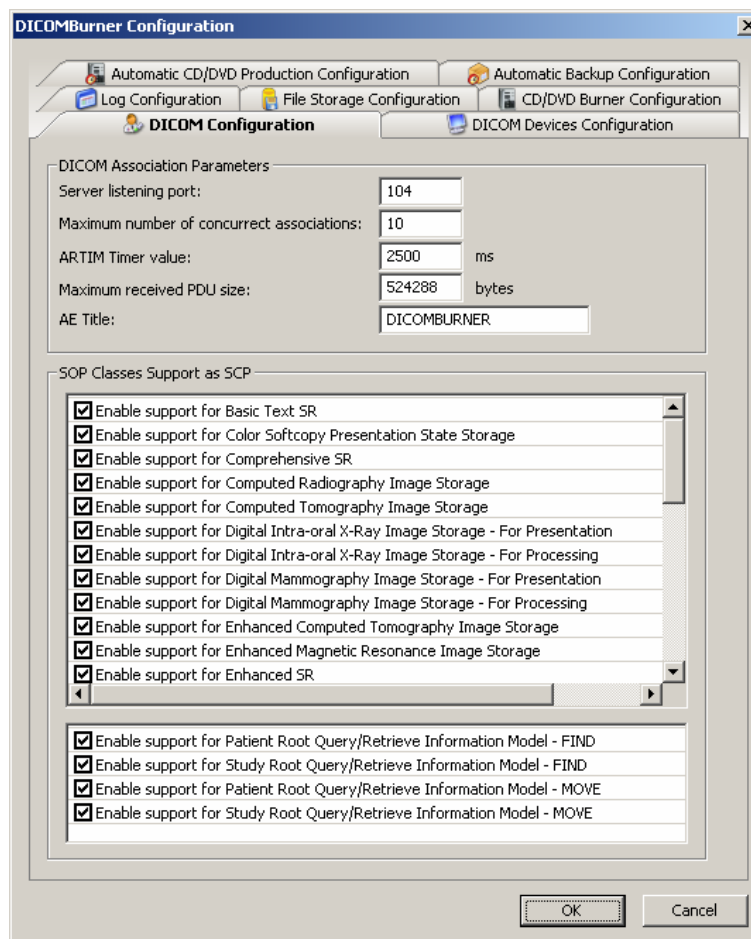 DICOMBurner Configuration
Automatic CD/DVD Production Configuration
Automatic Backup Configuration
Log Configuration
File Storage Configuration
CD/DVD Burner Configuration
DICOM Configuration
DICOM Devices Configuration
DICOM Association Parameters
Server listening port: 104
Maximum number of concurrect associations: 10
ARTIM Timer value: 2500 ms
Maximum received PDU size: 524288 bytes
AE Title: DICOMBURNER
SOP Classes Support as SCP
Enable support for Basic Text SR
Enable support for Color Softcopy Presentation State Storage
Enable support for Comprehensive SR
Enable support for Computed Radiography Image Storage
Enable support for Computed Tomography Image Storage
Enable support for Digital Intra-oral X-Ray Image Storage - For Presentation
Enable support for Digital Intra-oral X-Ray Image Storage - For Processing
Enable support for Digital Mammography Image Storage - For Presentation
Enable support for Digital Mammography Image Storage - For Processing
Enable support for Enhanced Computed Tomography Image Storage
Enable support for Enhanced Magnetic Resonance Image Storage
Enable support for Enhanced SR
Enable support for Patient Root Query/Retrieve Information Model - FIND
Enable support for Study Root Query/Retrieve Information Model - FIND
Enable support for Patient Root Query/Retrieve Information Model - MOVE
Enable support for Study Root Query/Retrieve Information Model - MOVE
OK
Cancel